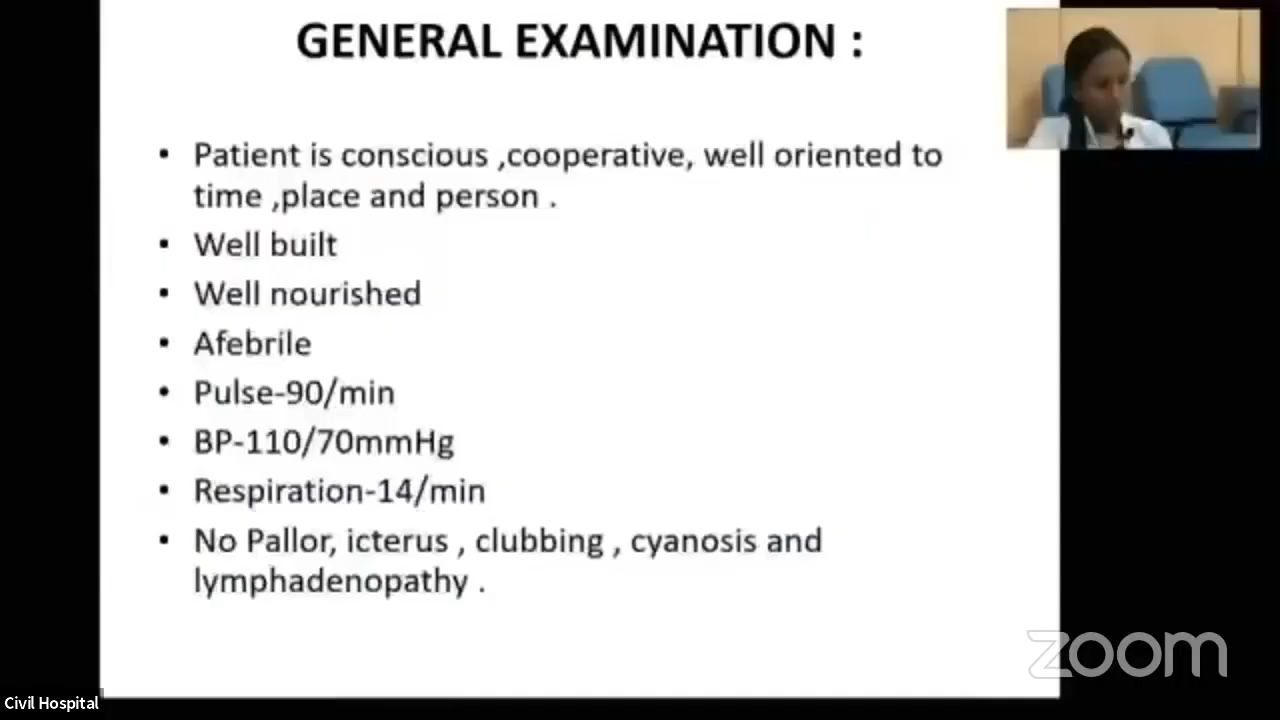 GENERAL EXAMINATION :
• Patient is conscious ,cooperative, well oriented to
time ,place and person .
• Well built
• Well nourished
• Afebrile
• Pulse-90/min
• BP-110/70mmHg
• Respiration-14/min
• No Pallor, icterus , clubbing , cyanosis and
lymphadenopathy .
zoom
Civil Hospital